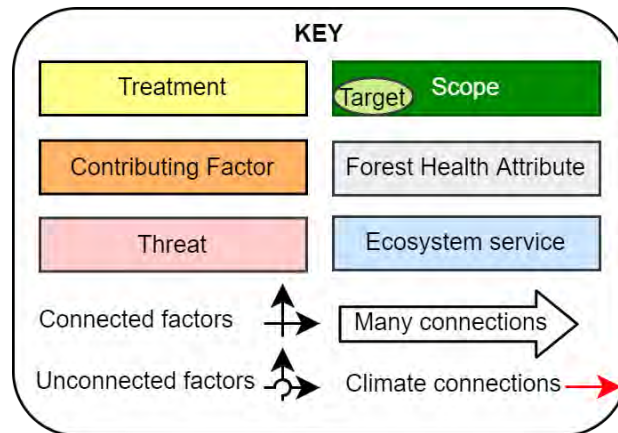 KEY
Treatment
Target
Scope
Contributing Factor
Forest Health Attribute
Threat
Ecosystem service
Connected factors
Many connections
Unconnected factors
Climate connections